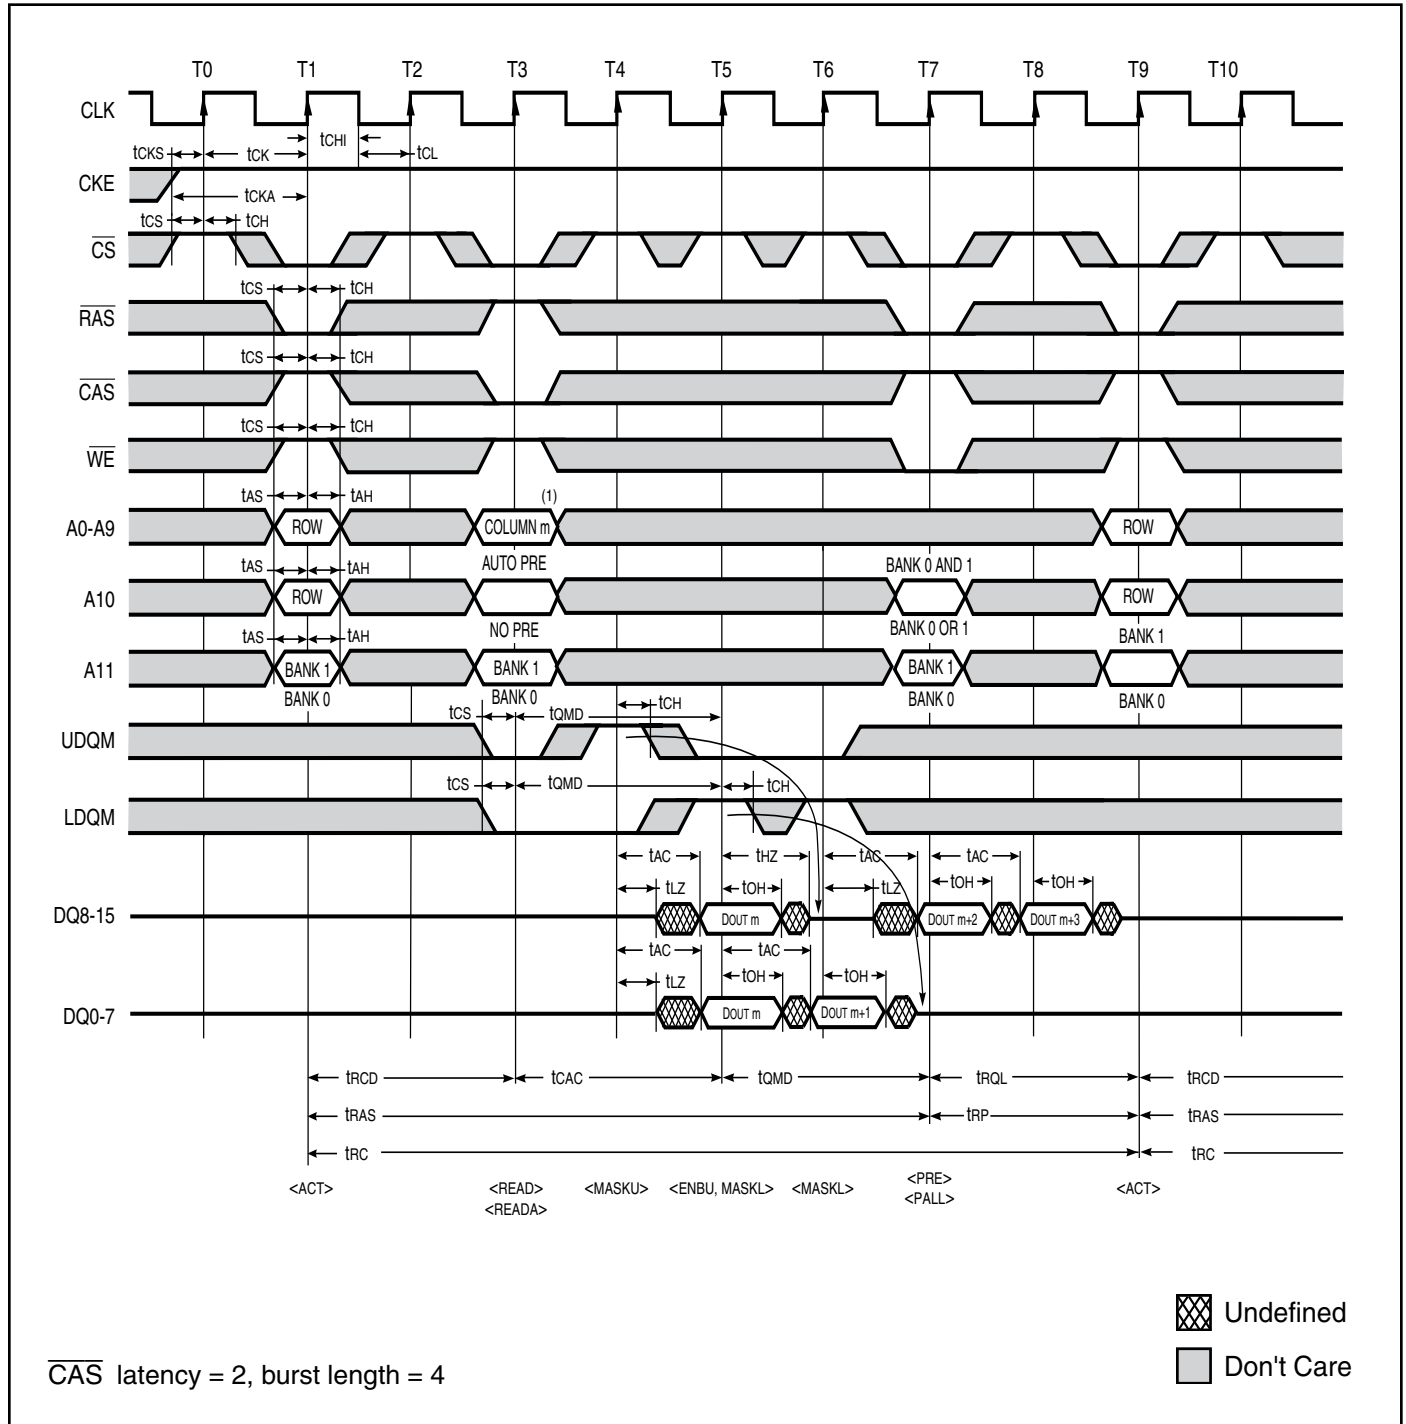 T0 T1 T2 T3 T4 T5 T6 T7 T8 T9 T10
CLK
tCHI
tCKS tCK tCL
CKE
tCKA
tCS tCH
CS
tCS tCH
RAS
tCS tCH
CAS
tCS tCH
WE
tAS tAH (1)
A0-A9 ROW COLUMN m ROW
tAS tAH AUTO PRE BANK 0 AND 1
A10 ROW ROW
NO PRE BANK 0 OR 1 BANK 1
tAS tAH
A11 BANK 1 BANK 1 BANK 1
BANK 0 BANK 0 BANK 0 BANK 0
tCS tQMD tCH
UDQM
tCS tQMD tCH
LDQM
tAC tHZ tAC tAC
tLZ tOH tLZ tOH tOH
DQ8-15 DOUT m DOUT m+2 DOUT m+3
tAC tAC
tLZ tOH tOH
DQ0-7 DOUT m DOUT m+1
tRCD tCAC tQMD tRQL tRCD
tRAS tRP tRAS
tRC tRC
<ACT> <READ> <MASKU> <ENBU, MASKL> <MASKL> <PRE> <ACT>
<READA> <PALL>
Undefined
Don't Care
CAS latency = 2, burst length = 4